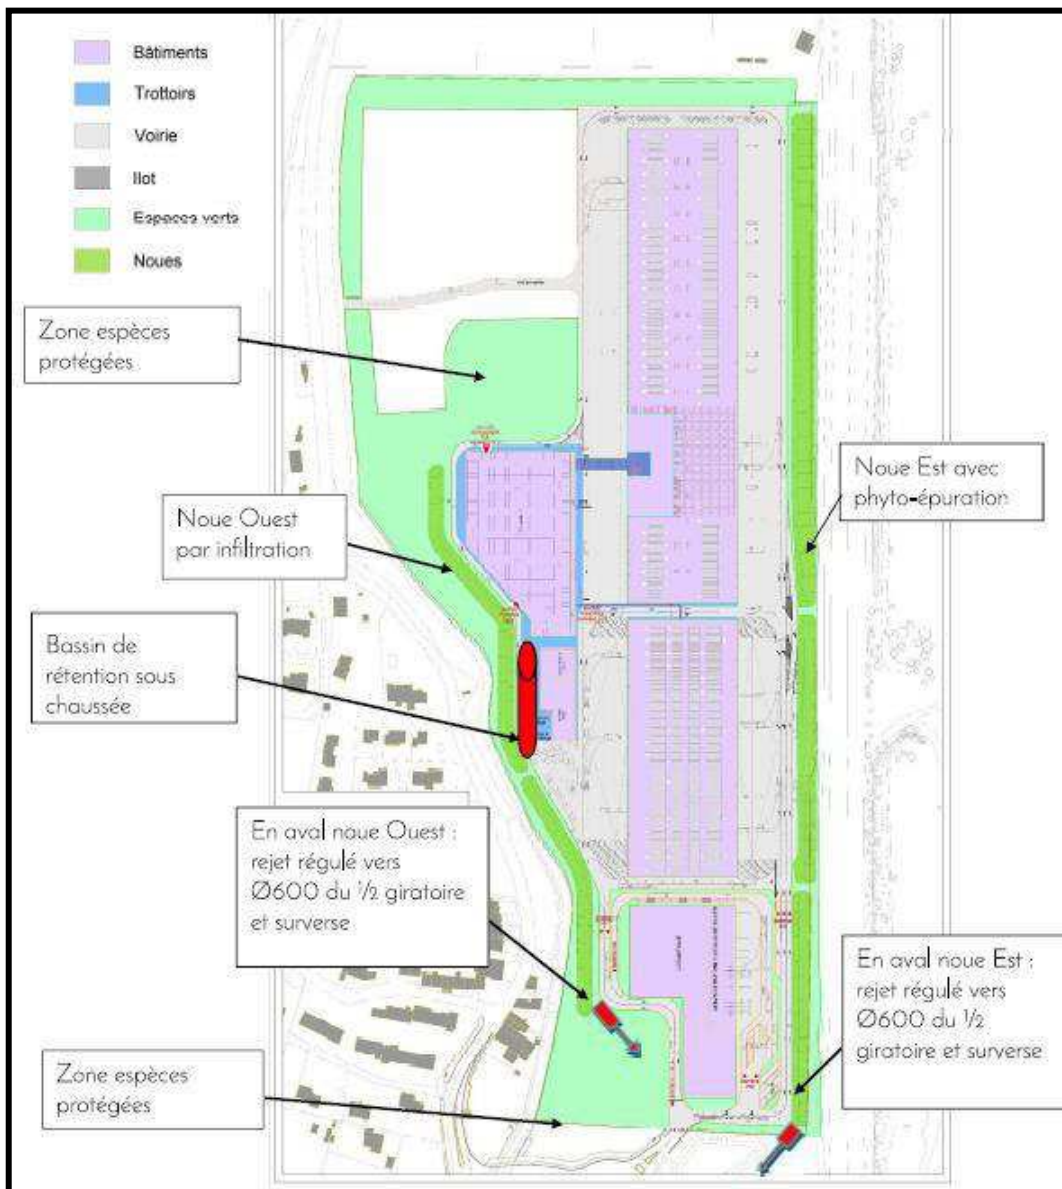 Bâtiments
Trottoirs
Voirie
Ilot
Espaces verts
Noues
Zone espèces
protégées
Noue Est avec
phyto-épuration
Noue Ouest
par infiltration
Bassin de
rétention sous
chaussée
En aval noue Ouest :
rejet régulé vers
Ø600 du ½ giratoire
et surverse
En aval noue Est :
rejet régulé vers
Ø600 du ½
giratoire et surverse
Zone espèces
protégées